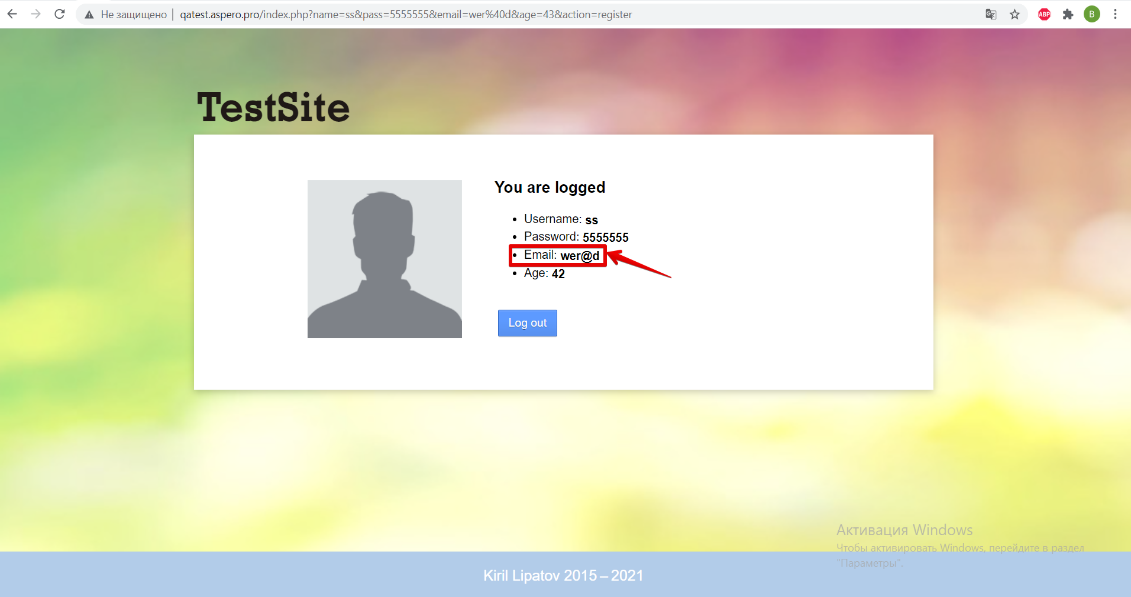 Не защищено | qatest.aspero.pro/index.php?name=ss&pass=5555555&email=wer%40d&age=43&action=register
ABP
B
TestSite
You are logged
Username: ss
Password: 5555555
Email: wer@d
Age: 42
Log out
Активация Windows
Чтобы активировать Windows, перейдите в раздел
"Параметры".
Kiril Lipatov 2015 – 2021